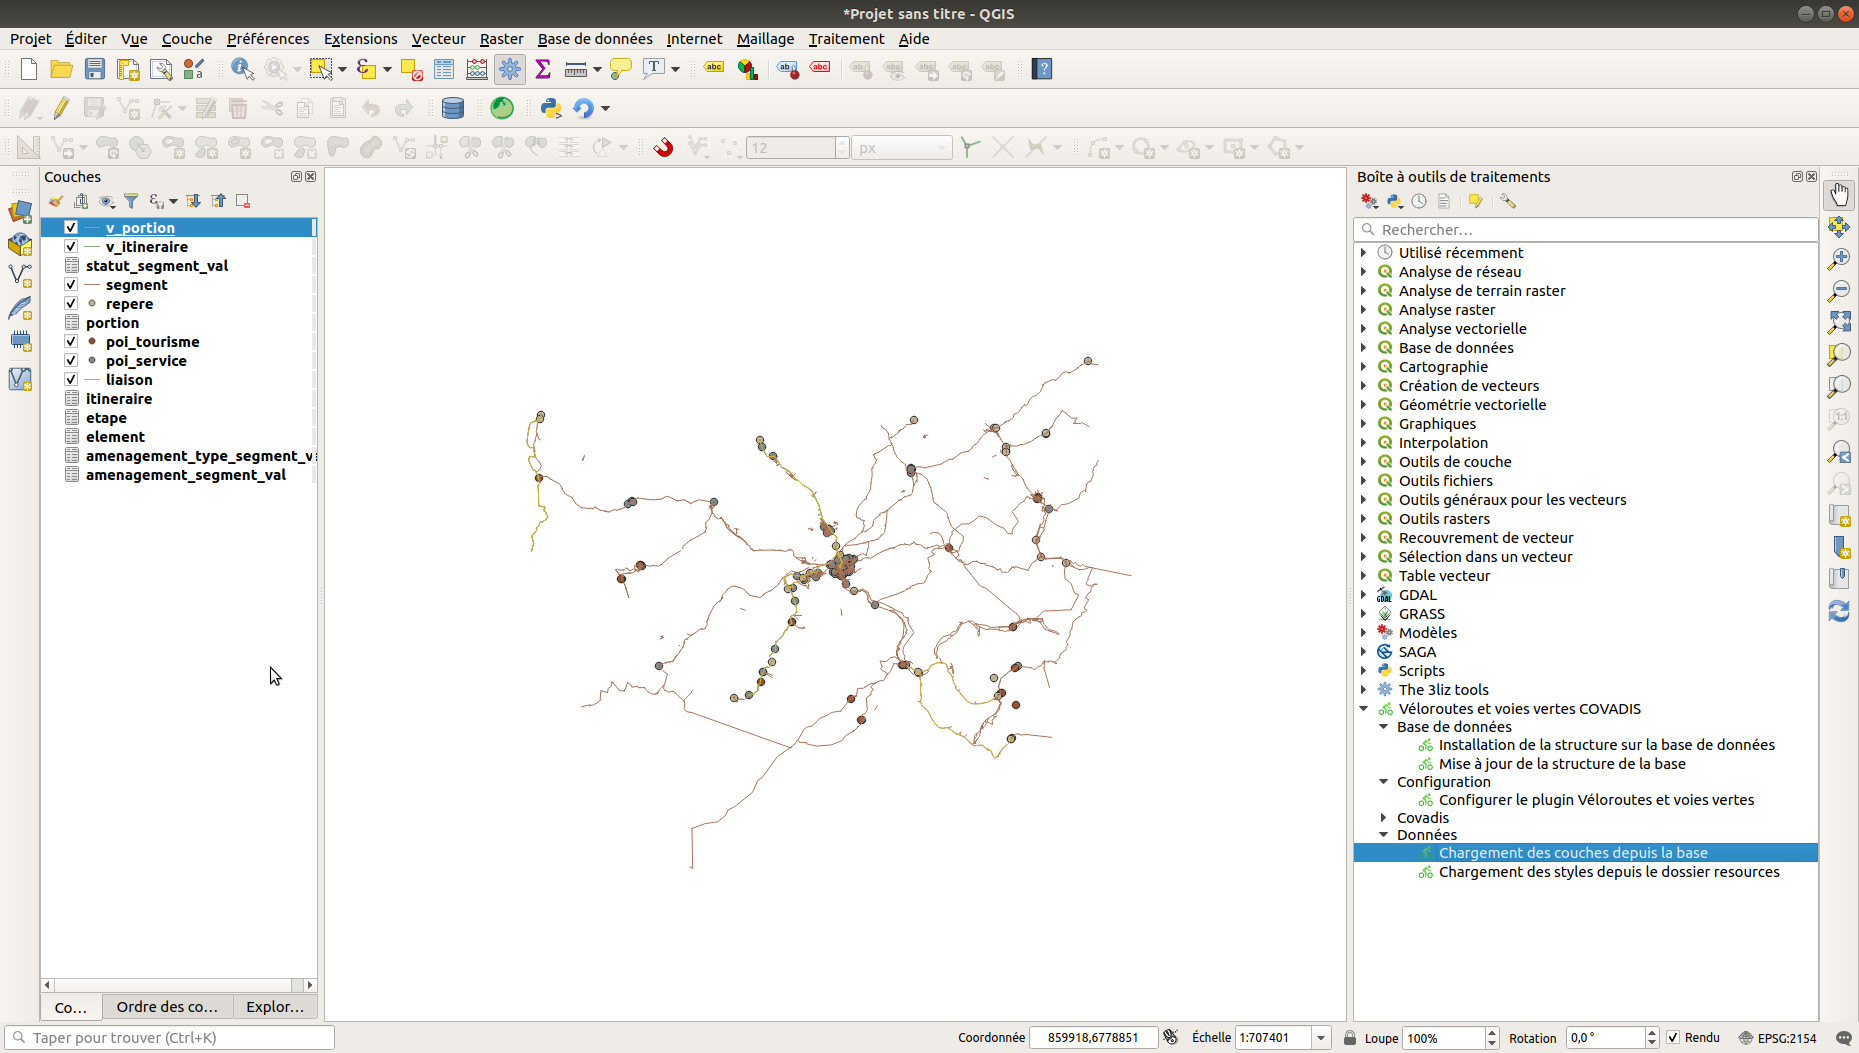 *Projet sans titre - QGIS
Projet Éditer Vue Couche Préférences Extensions Vecteur Raster Base de données Internet Maillage Traitement Aide
12 px
Couches
v_portion
v_itineraire
statut_segment_val
segment
repere
portion
poi_tourisme
poi_service
liaison
itineraire
etape
element
amenagement_type_segment_v
amenagement_segment_val
Co... Ordre des co... Explor...
Boîte à outils de traitements
Rechercher...
Utilisé récemment
Analyse de réseau
Analyse de terrain raster
Analyse raster
Analyse vectorielle
Base de données
Cartographie
Création de vecteurs
Géométrie vectorielle
Graphiques
Interpolation
Outils de couche
Outils fichiers
Outils généraux pour les vecteurs
Outils rasters
Recouvrement de vecteur
Sélection dans un vecteur
Table vecteur
GDAL
GRASS
Modèles
SAGA
Scripts
The 3liz tools
Véloroutes et voies vertes COVADIS
Base de données
Installation de la structure sur la base de données
Mise à jour de la structure de la base
Configuration
Configurer le plugin Véloroutes et voies vertes
Covadis
Données
Chargement des couches depuis la base
Chargement des styles depuis le dossier resources
Taper pour trouver (Ctrl+K)
Coordonnée 859918,6778851 Échelle 1:707401 Loupe 100% Rotation 0,0 ° Rendu EPSG:2154